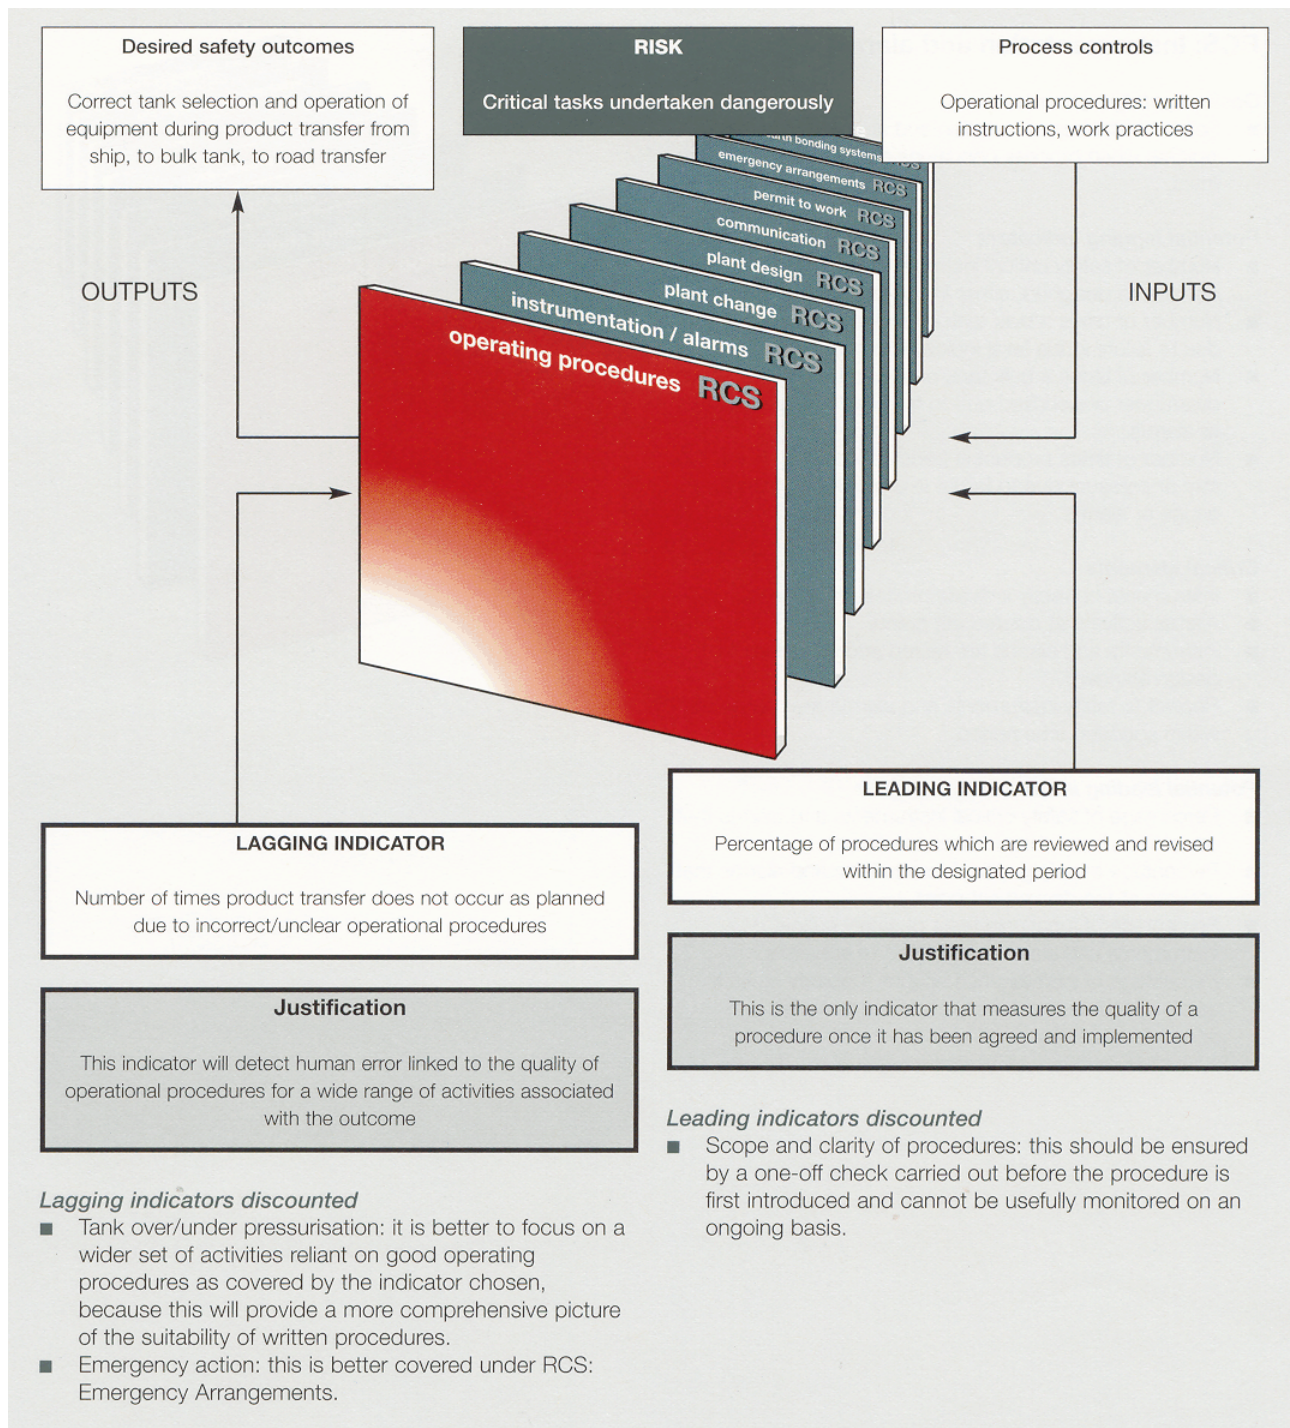 Desired safety outcomes
Correct tank selection and operation of
equipment during product transfer from
ship, to bulk tank, to road transfer
RISK
Critical tasks undertaken dangerously
Process controls
Operational procedures: written
instructions, work practices
bonding systems RCS
emergency arrangements RCS
permit to work RCS
communication RCS
plant design RCS
plant change RCS
instrumentation / alarms RCS
operating procedures RCS
OUTPUTS
INPUTS
LAGGING INDICATOR
Number of times product transfer does not occur as planned
due to incorrect/unclear operational procedures
Justification
This indicator will detect human error linked to the quality of
operational procedures for a wide range of activities associated
with the outcome
Lagging indicators discounted
■ Tank over/under pressurisation: it is better to focus on a
wider set of activities reliant on good operating
procedures as covered by the indicator chosen,
because this will provide a more comprehensive picture
of the suitability of written procedures.
■ Emergency action: this is better covered under RCS:
Emergency Arrangements.
LEADING INDICATOR
Percentage of procedures which are reviewed and revised
within the designated period
Justification
This is the only indicator that measures the quality of a
procedure once it has been agreed and implemented
Leading indicators discounted
■ Scope and clarity of procedures: this should be ensured
by a one-off check carried out before the procedure is
first introduced and cannot be usefully monitored on an
ongoing basis.